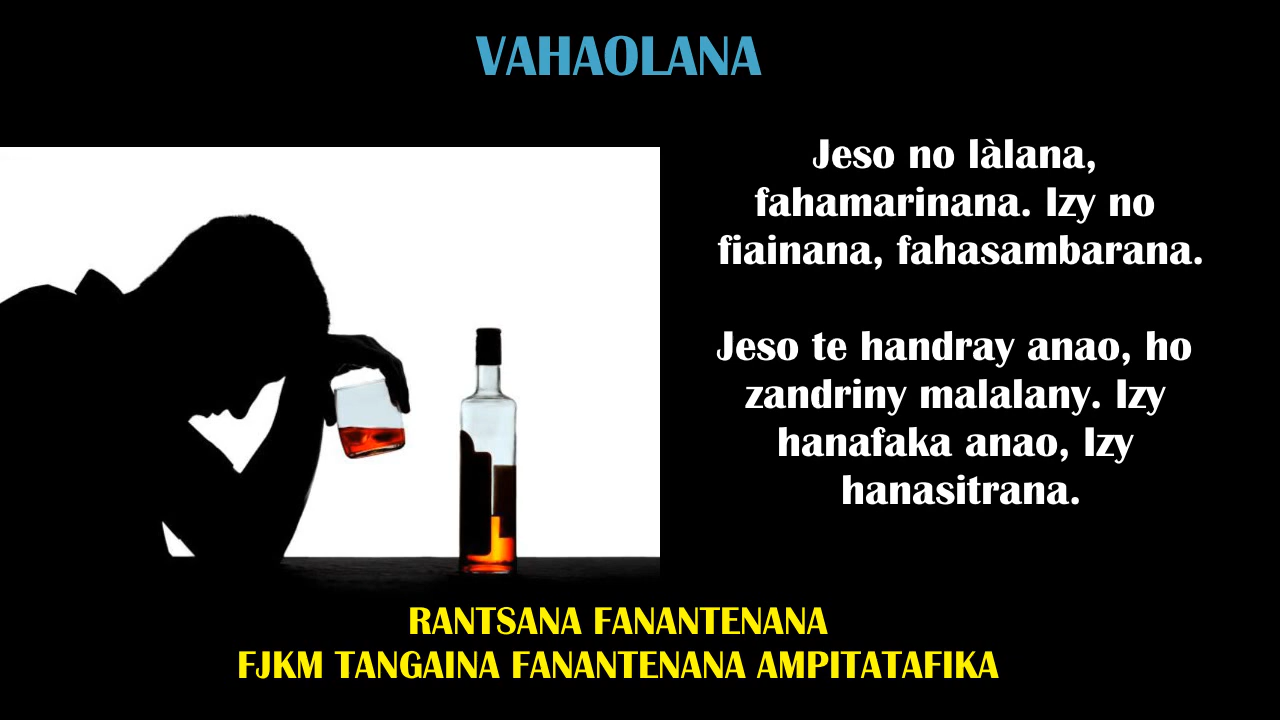 VAHAOLANA
Jeso no làlana,
fahamarinana. Izy no
fiainana, fahasambarana.
Jeso te handray anao, ho
zandriny malalany. Izy
hanafaka anao, Izy
hanasitrana.
RANTSANA FANANTENANA
FJKM TANGAINA FANANTENANA AMPITATAFIKA